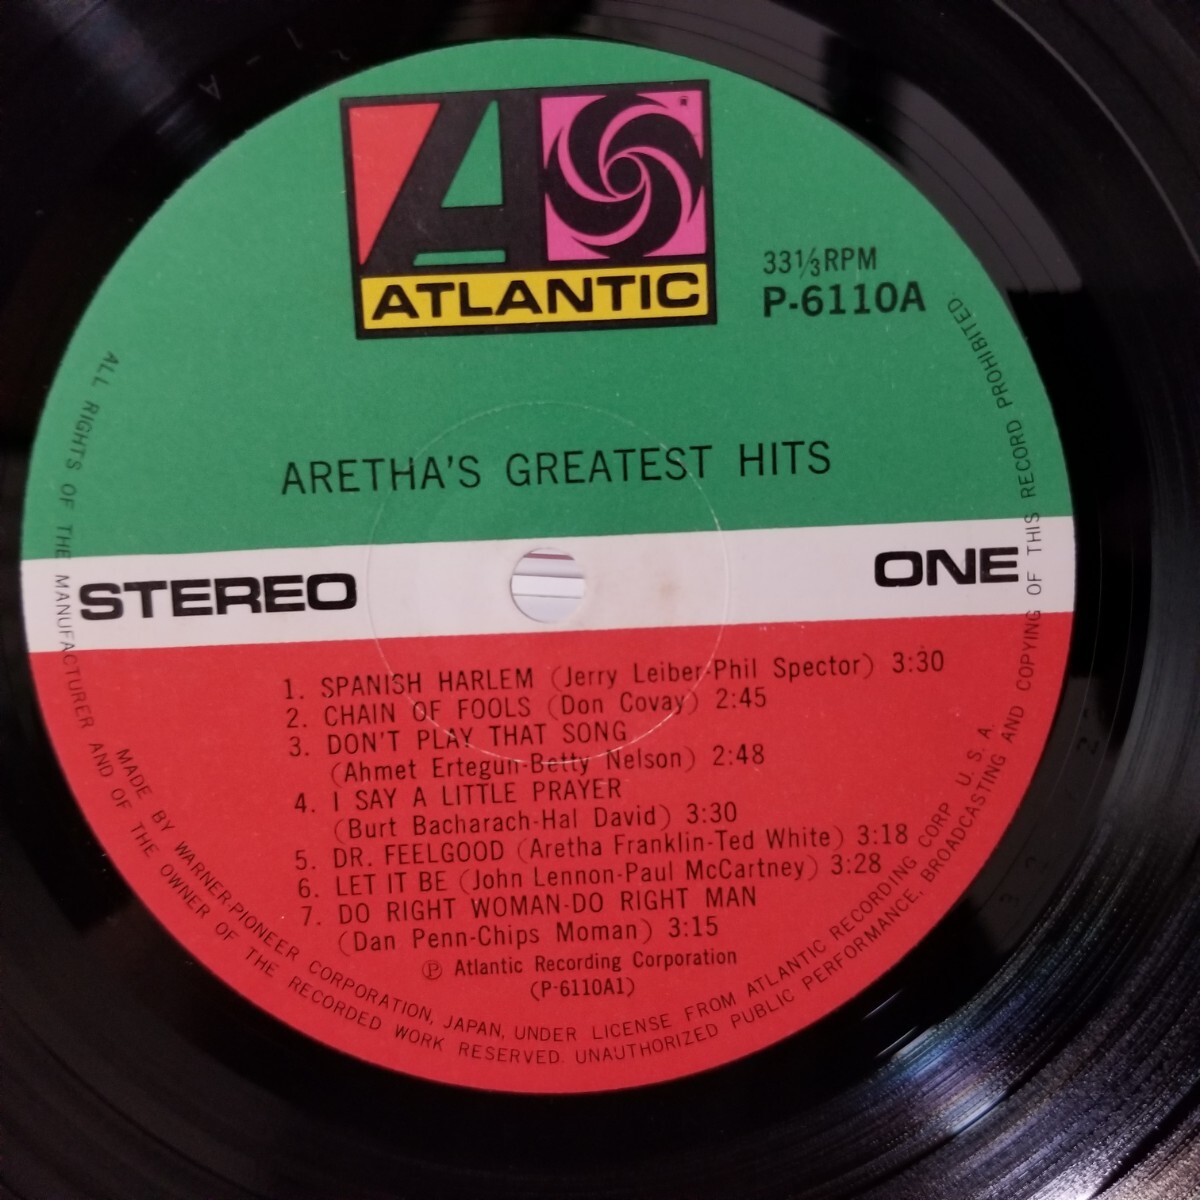 ATLANTIC
33 1/3 RPM
P-6110A
ARETHA'S GREATEST HITS
STEREO
ONE
1. SPANISH HARLEM (Jerry Leiber-Phil Spector) 3:30
2. CHAIN OF FOOLS (Don Covay) 2:45
3. DON'T PLAY THAT SONG
(Ahmet Ertegun-Betty Nelson) 2:48
4. I SAY A LITTLE PRAYER
(Burt Bacharach-Hal David) 3:30
5. DR. FEELGOOD (Aretha Franklin-Ted White) 3:18
6. LET IT BE (John Lennon-Paul McCartney) 3:28
7. DO RIGHT WOMAN-DO RIGHT MAN
(Dan Penn-Chips Moman) 3:15
Ⓟ Atlantic Recording Corporation
(P-6110A1)
MADE BY WARNER-PIONEER CORPORATION, JAPAN, UNDER LICENSE FROM ATLANTIC RECORDING CORP U. S. A.
ALL RIGHTS OF THE MANUFACTURER AND OF THE OWNER OF THE RECORDED WORK RESERVED. UNAUTHORIZED PUBLIC PERFORMANCE, BROADCASTING AND COPYING OF THIS RECORD PROHIBITED.